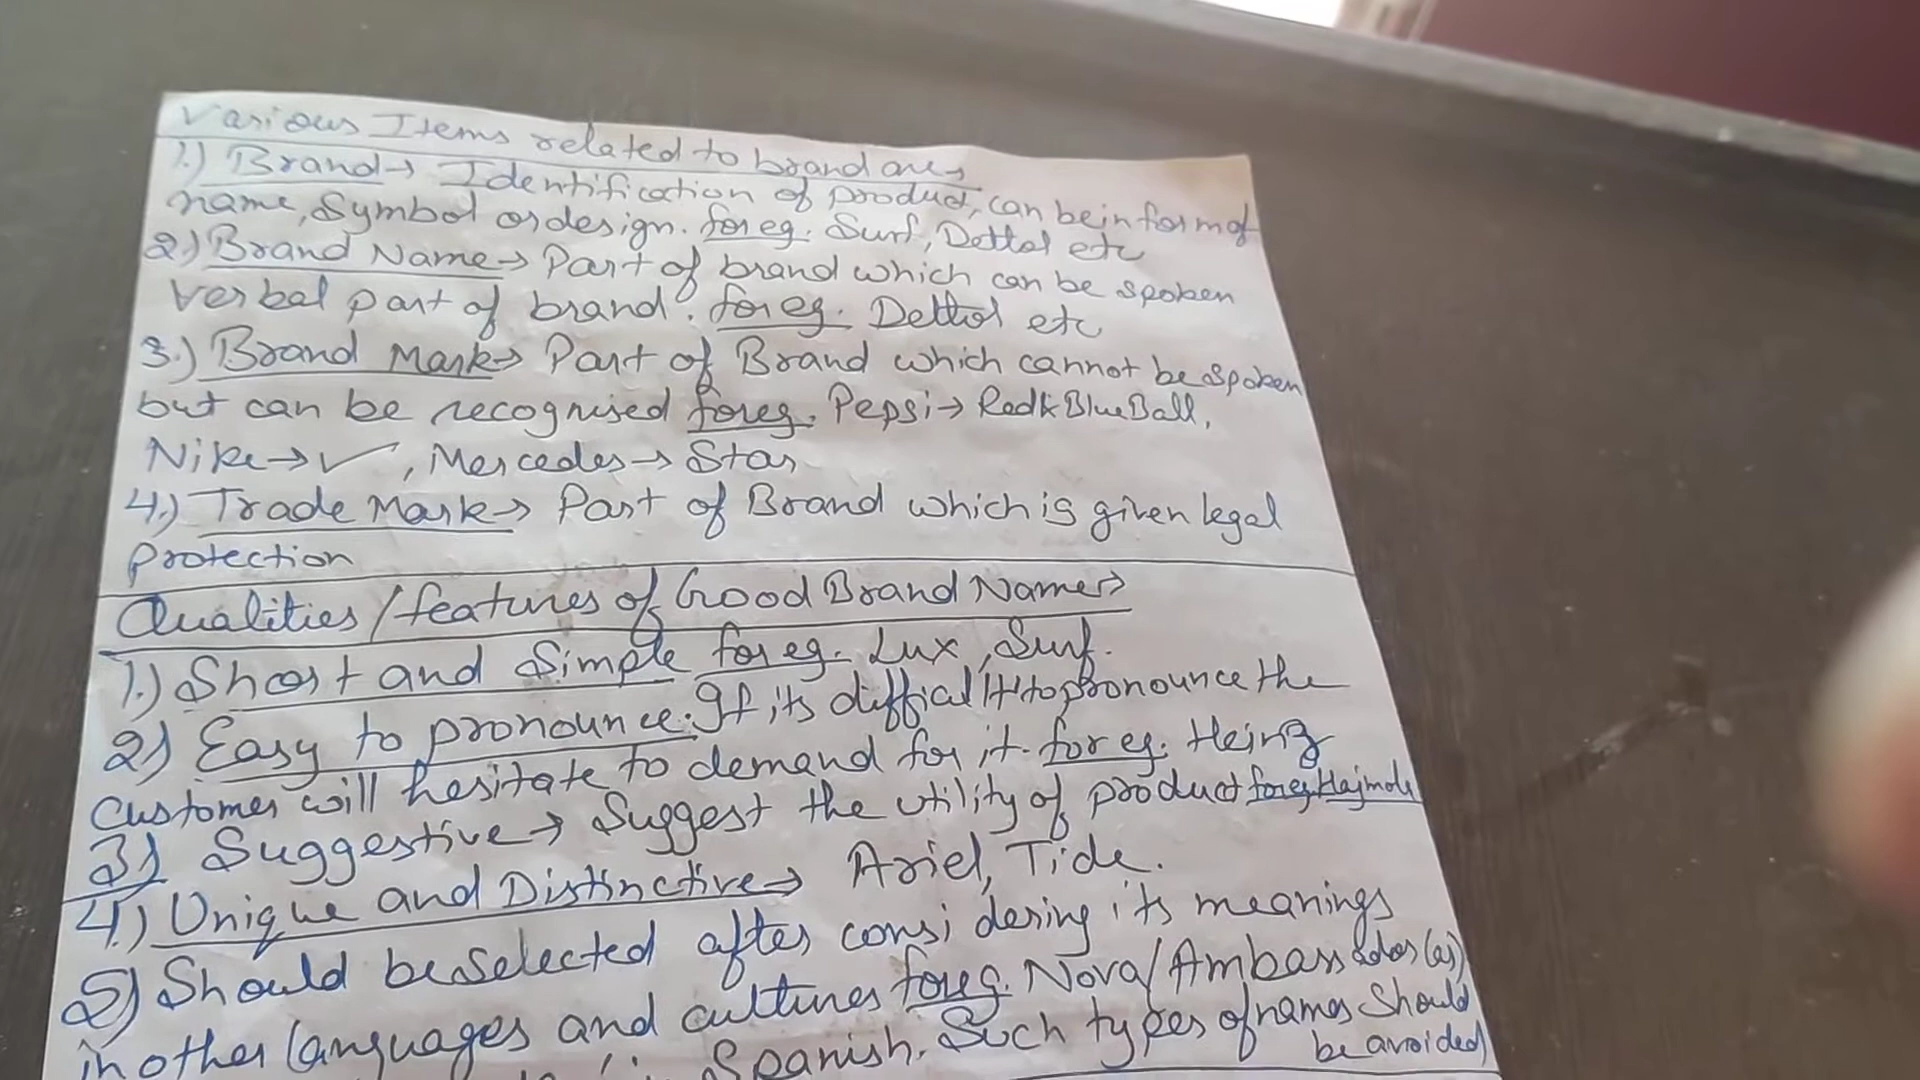 Various Items related to brand are→
1.) Brand→ Identification of product, can be in form of
name, Symbol or design. for eg. Surf, Dettol etc
2.) Brand Name→ Part of brand which can be spoken
Verbal part of brand. for eg. Dettol etc
3.) Brand Mark→ Part of Brand which cannot be spoken
but can be recognised for eg. Pepsi→ Red & Blue Ball,
Nike→ ✓, Mercedes→ Star
4.) Trade Mark→ Part of Brand which is given legal
Protection
Qualities/features of Good Brand Name→
1.) Short and Simple for eg. Lux, Surf.
2) Easy to pronounce. If its difficult to pronounce the
Customer will hesitate to demand for it. for eg. Heinz
3) Suggestive→ Suggest the utility of product for eg. Hajmola
4.) Unique and Distinctive→ Ariel, Tide.
5) Should be selected after considering its meanings
in other languages and cultures for eg. Nova/Ambassador (as)
Spanish. Such types of names Should
be avoided